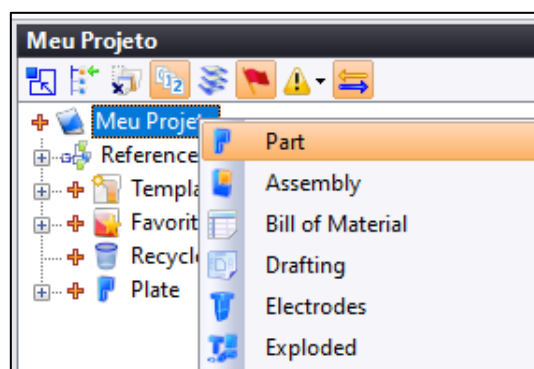 Meu Projeto
Meu Projet
Part
Reference
Assembly
Templa
Bill of Material
Favorit
Drafting
Recycl
Plate
Electrodes
Exploded